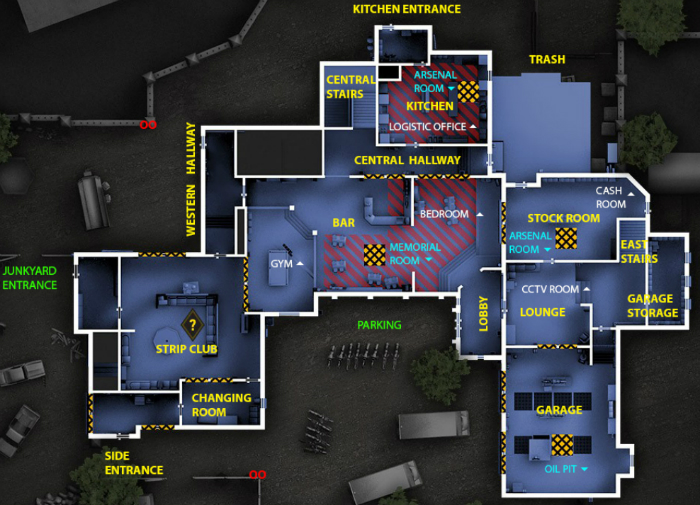 KITCHEN ENTRANCE
TRASH
CENTRAL
STAIRS
ARSENAL
ROOM
KITCHEN
LOGISTIC OFFICE
WESTERN HALLWAY
CENTRAL HALLWAY
CASH
ROOM
BEDROOM
STOCK ROOM
BAR
ARSENAL
ROOM
MEMORIAL
ROOM
EAST
STAIRS
GYM
JUNKYARD
ENTRANCE
CCTV ROOM
GARAGE
STORAGE
LOBBY
LOUNGE
PARKING
?
STRIP CLUB
CHANGING
ROOM
GARAGE
SIDE
ENTRANCE
OIL PIT